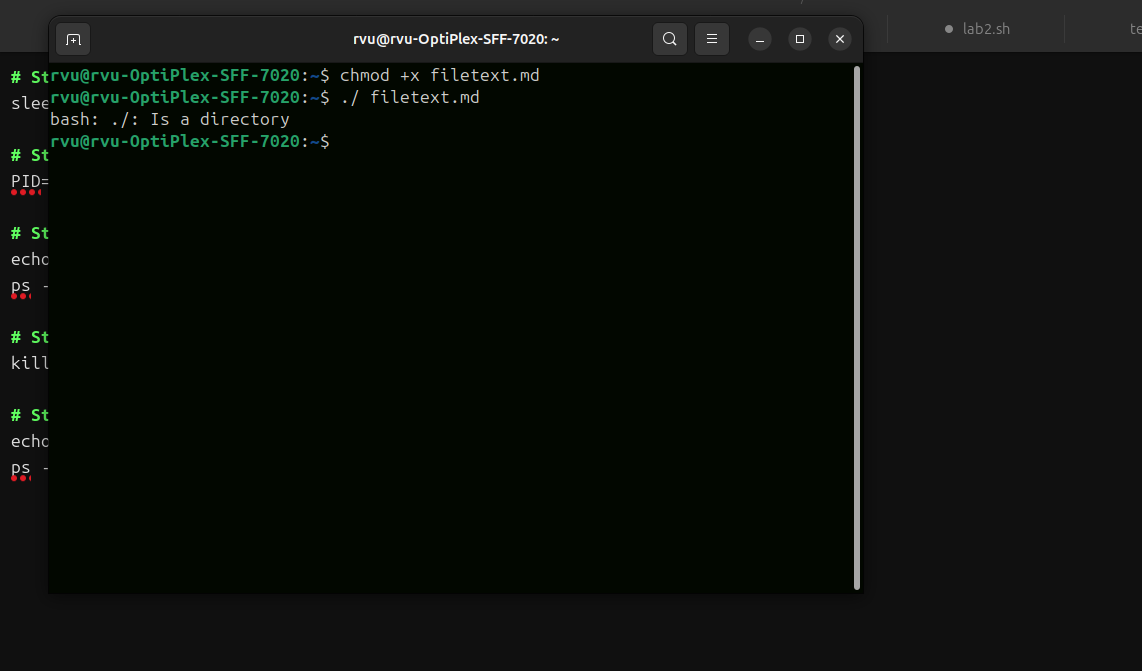 rvu@rvu-OptiPlex-SFF-7020: ~
lab2.sh
te
rvu@rvu-OptiPlex-SFF-7020:~$ chmod +x filetext.md
rvu@rvu-OptiPlex-SFF-7020:~$ ./ filetext.md
bash: ./: Is a directory
rvu@rvu-OptiPlex-SFF-7020:~$
# St
slee
# St
PID=
# St
echo
ps -
# St
kill
# St
echo
ps -